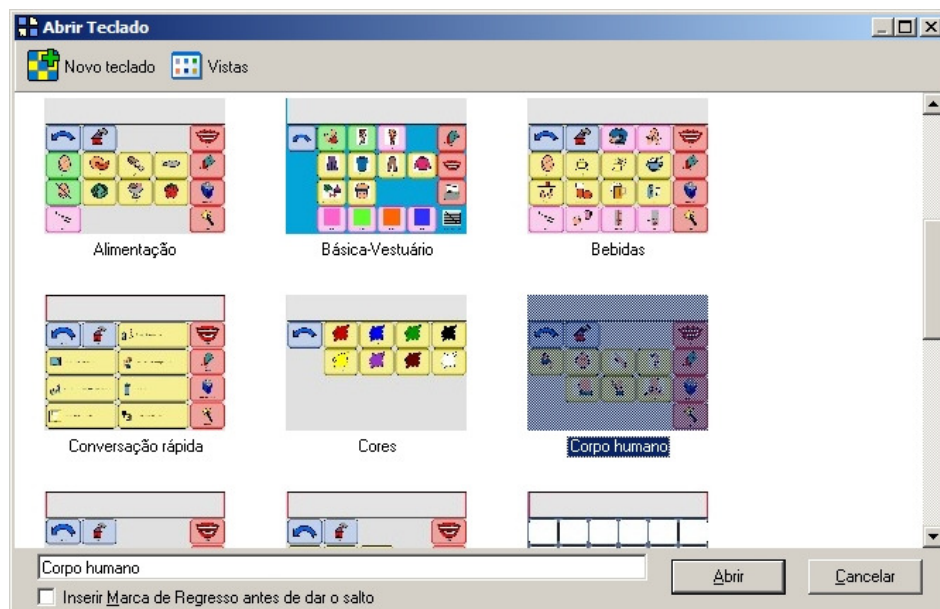 Abrir Teclado
Novo teclado Vistas
Alimentação Básica-Vestuário Bebidas
Conversação rápida Cores Corpo humano
Corpo humano
Abrir Cancelar
Inserir Marca de Regresso antes de dar o salto